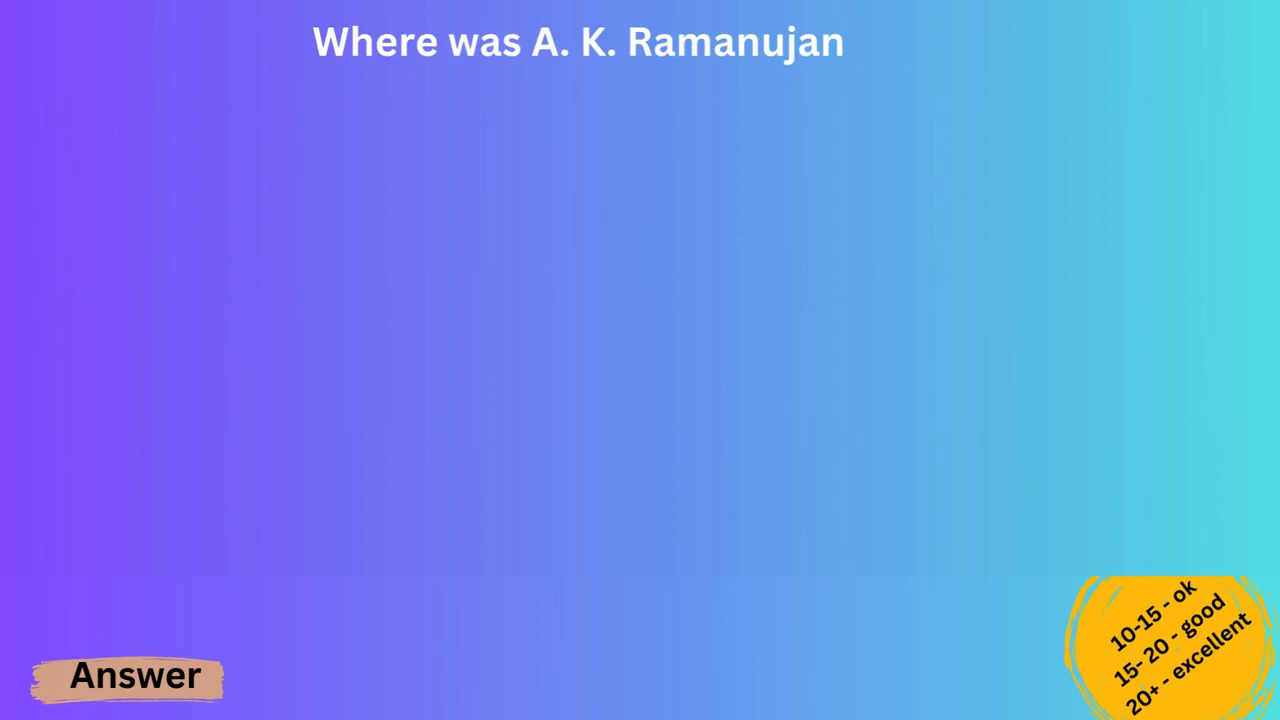 Where was A. K. Ramanujan
10-15 - ok
15- 20 - good
20+ - excellent
Answer